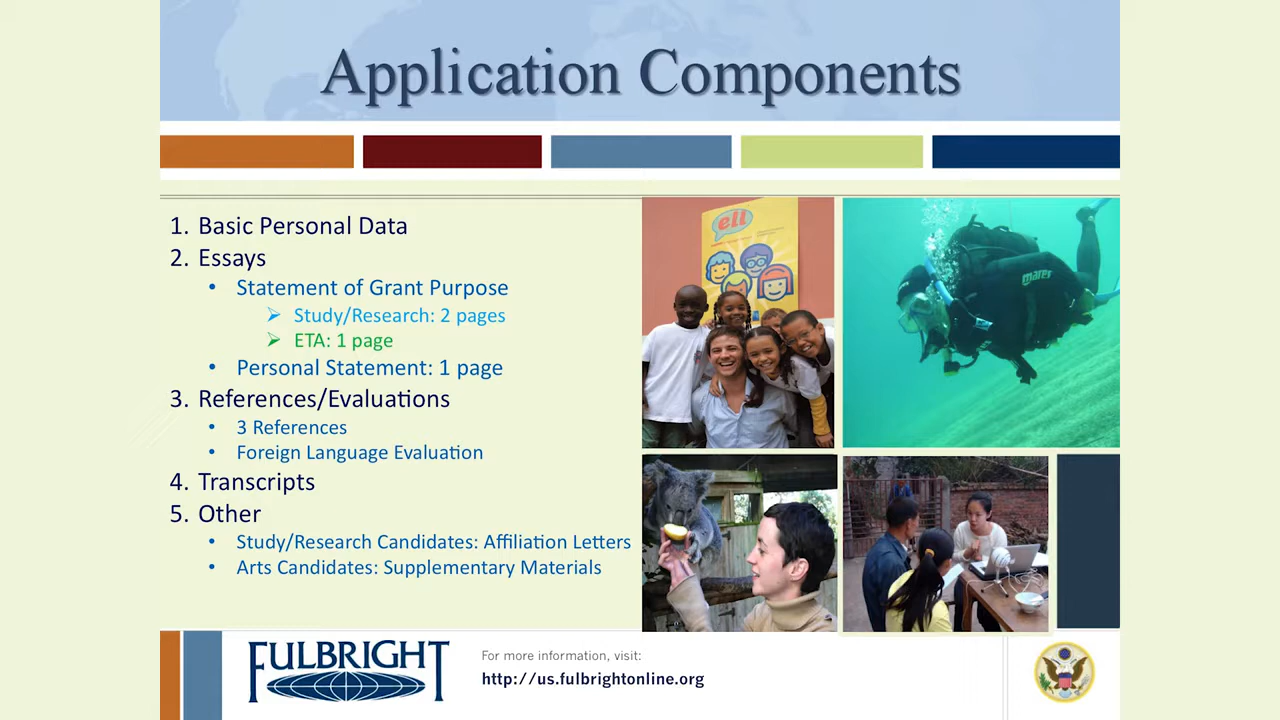 Application Components
1. Basic Personal Data
2. Essays
• Statement of Grant Purpose
➢ Study/Research: 2 pages
➢ ETA: 1 page
• Personal Statement: 1 page
3. References/Evaluations
• 3 References
• Foreign Language Evaluation
4. Transcripts
5. Other
• Study/Research Candidates: Affiliation Letters
• Arts Candidates: Supplementary Materials
ell
mares
FULBRIGHT
For more information, visit:
http://us.fulbrightonline.org